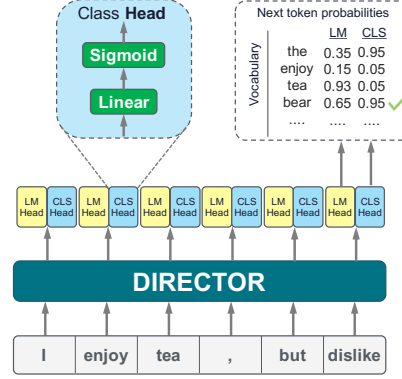 Class Head
Sigmoid
Linear
Next token probabilities
LM CLS
Vocabulary
the 0.35 0.95
enjoy 0.15 0.05
tea 0.93 0.05
bear 0.65 0.95
.... .... ....
LM Head CLS Head LM Head CLS Head LM Head CLS Head LM Head CLS Head LM Head CLS Head LM Head CLS Head
DIRECTOR
I enjoy tea , but dislike